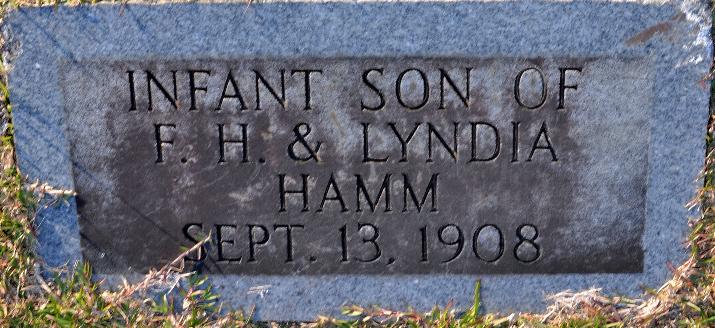 INFANT SON OF
F. H. & LYNDIA
HAMM
SEPT. 13, 1908